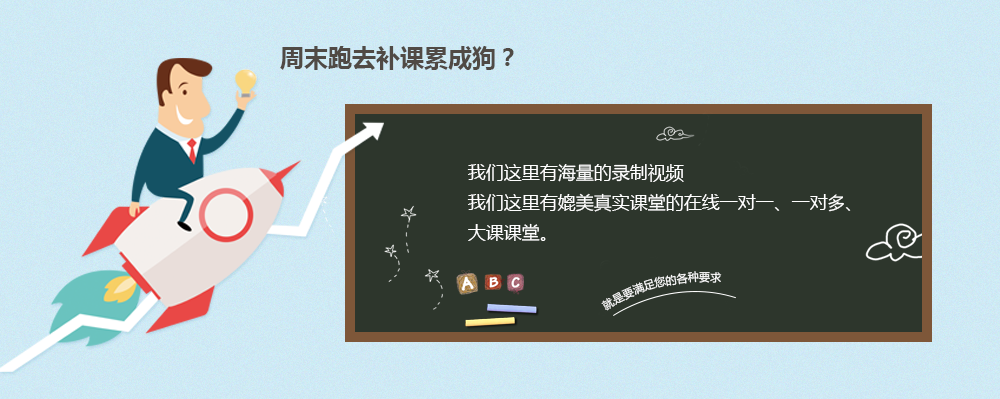 周末跑去补课累成狗？
我们这里有海量的录制视频
我们这里有媲美真实课堂的在线一对一、一对多、
大课课堂。
A B C
就是要满足您的各种要求